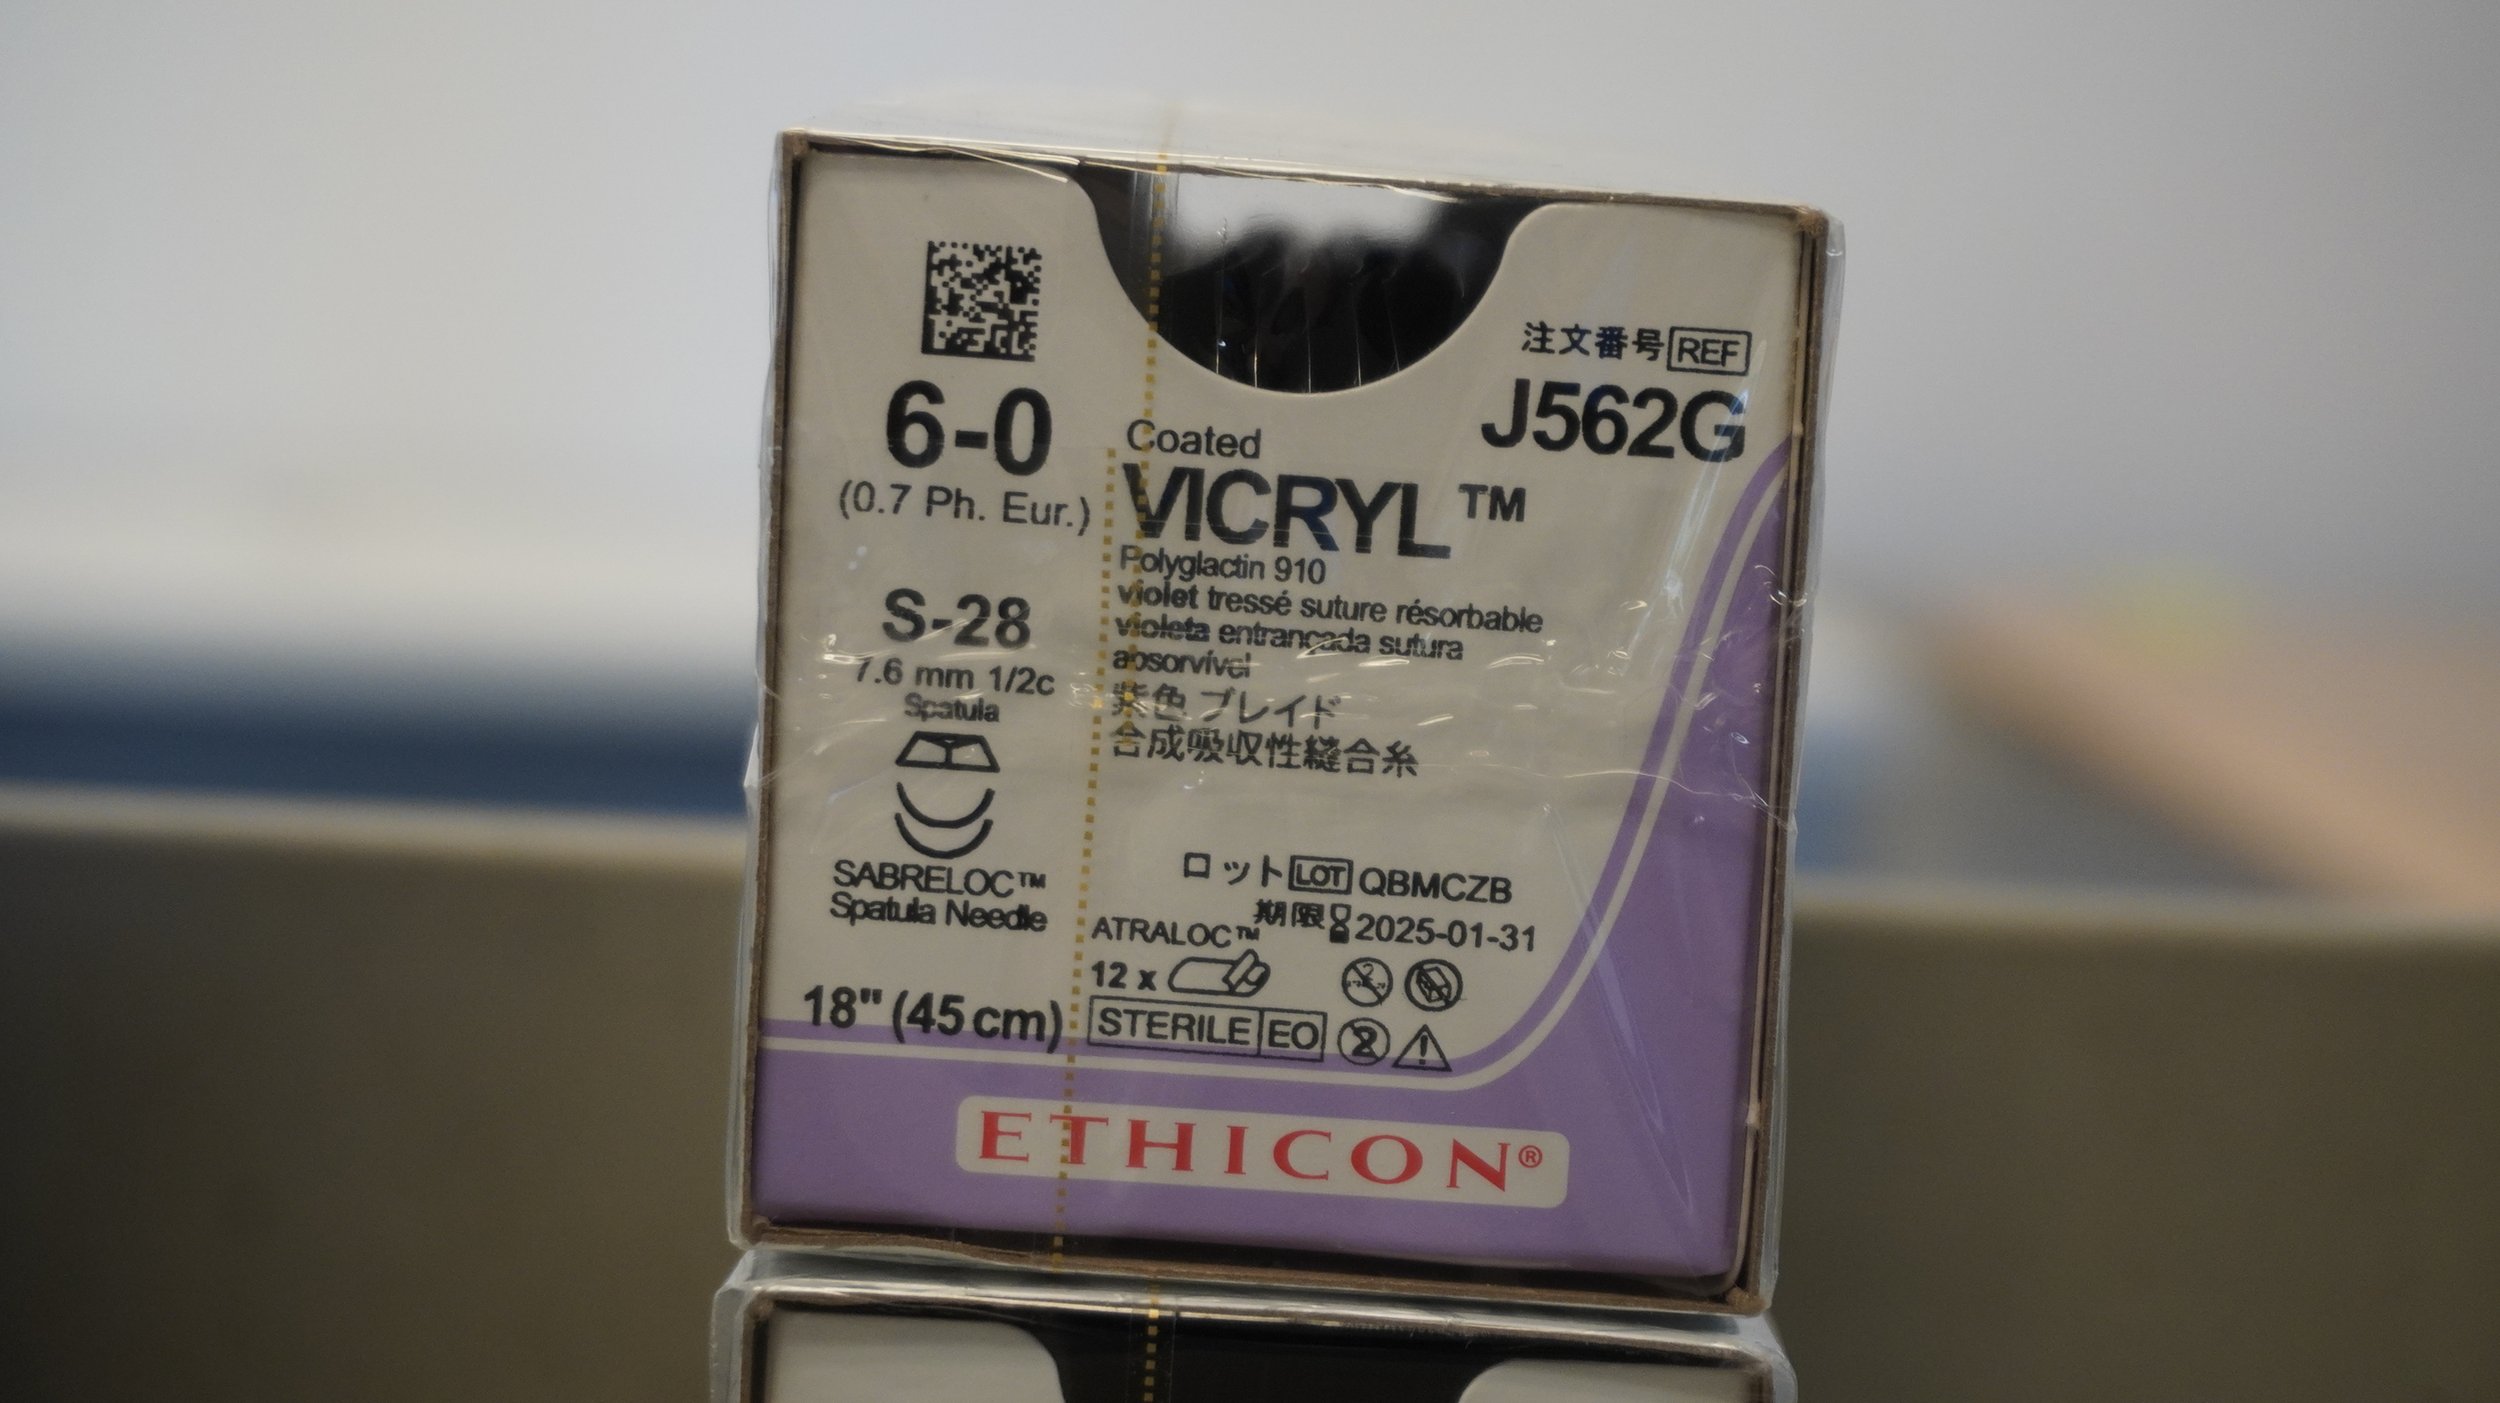 注文番号 REF
J562G
6-0
(0.7 Ph. Eur.)
Coated
VICRYL™
Polyglactin 910
violet tressé suture résorbable
violeta entrançada sutura
absorvível
紫色 ブレイド
合成吸収性縫合糸
S-28
7.6 mm 1/2c
Spatula
SABRELOC™
Spatula Needle
18" (45 cm)
ロット LOT QBMCZB
期限 2025-01-31
ATRALOC™
12 x
STERILE EO
2
ETHICON®